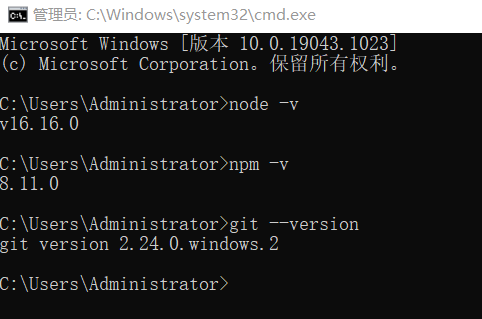 管理员: C:\Windows\system32\cmd.exe
Microsoft Windows [版本 10.0.19043.1023]
(c) Microsoft Corporation。保留所有权利。
C:\Users\Administrator>node -v
v16.16.0
C:\Users\Administrator>npm -v
8.11.0
C:\Users\Administrator>git --version
git version 2.24.0.windows.2
C:\Users\Administrator>